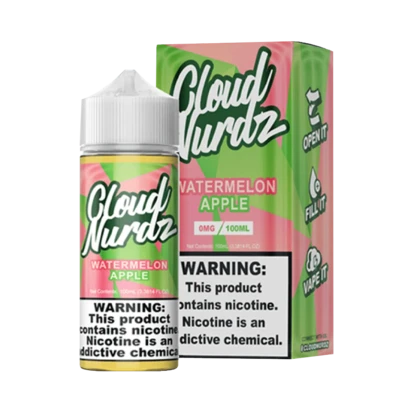 Cloud
Nurdz
WATERMELON
APPLE
0MG / 100ML
WARNING:
This product
contains nicotine.
Nicotine is an
addictive chemical.
OPEN IT
FILL IT
VAPE IT
Cloud
Nurdz
WATERMELON
APPLE
WARNING:
This product
contains nicotine.
Nicotine is an
addictive chemical.